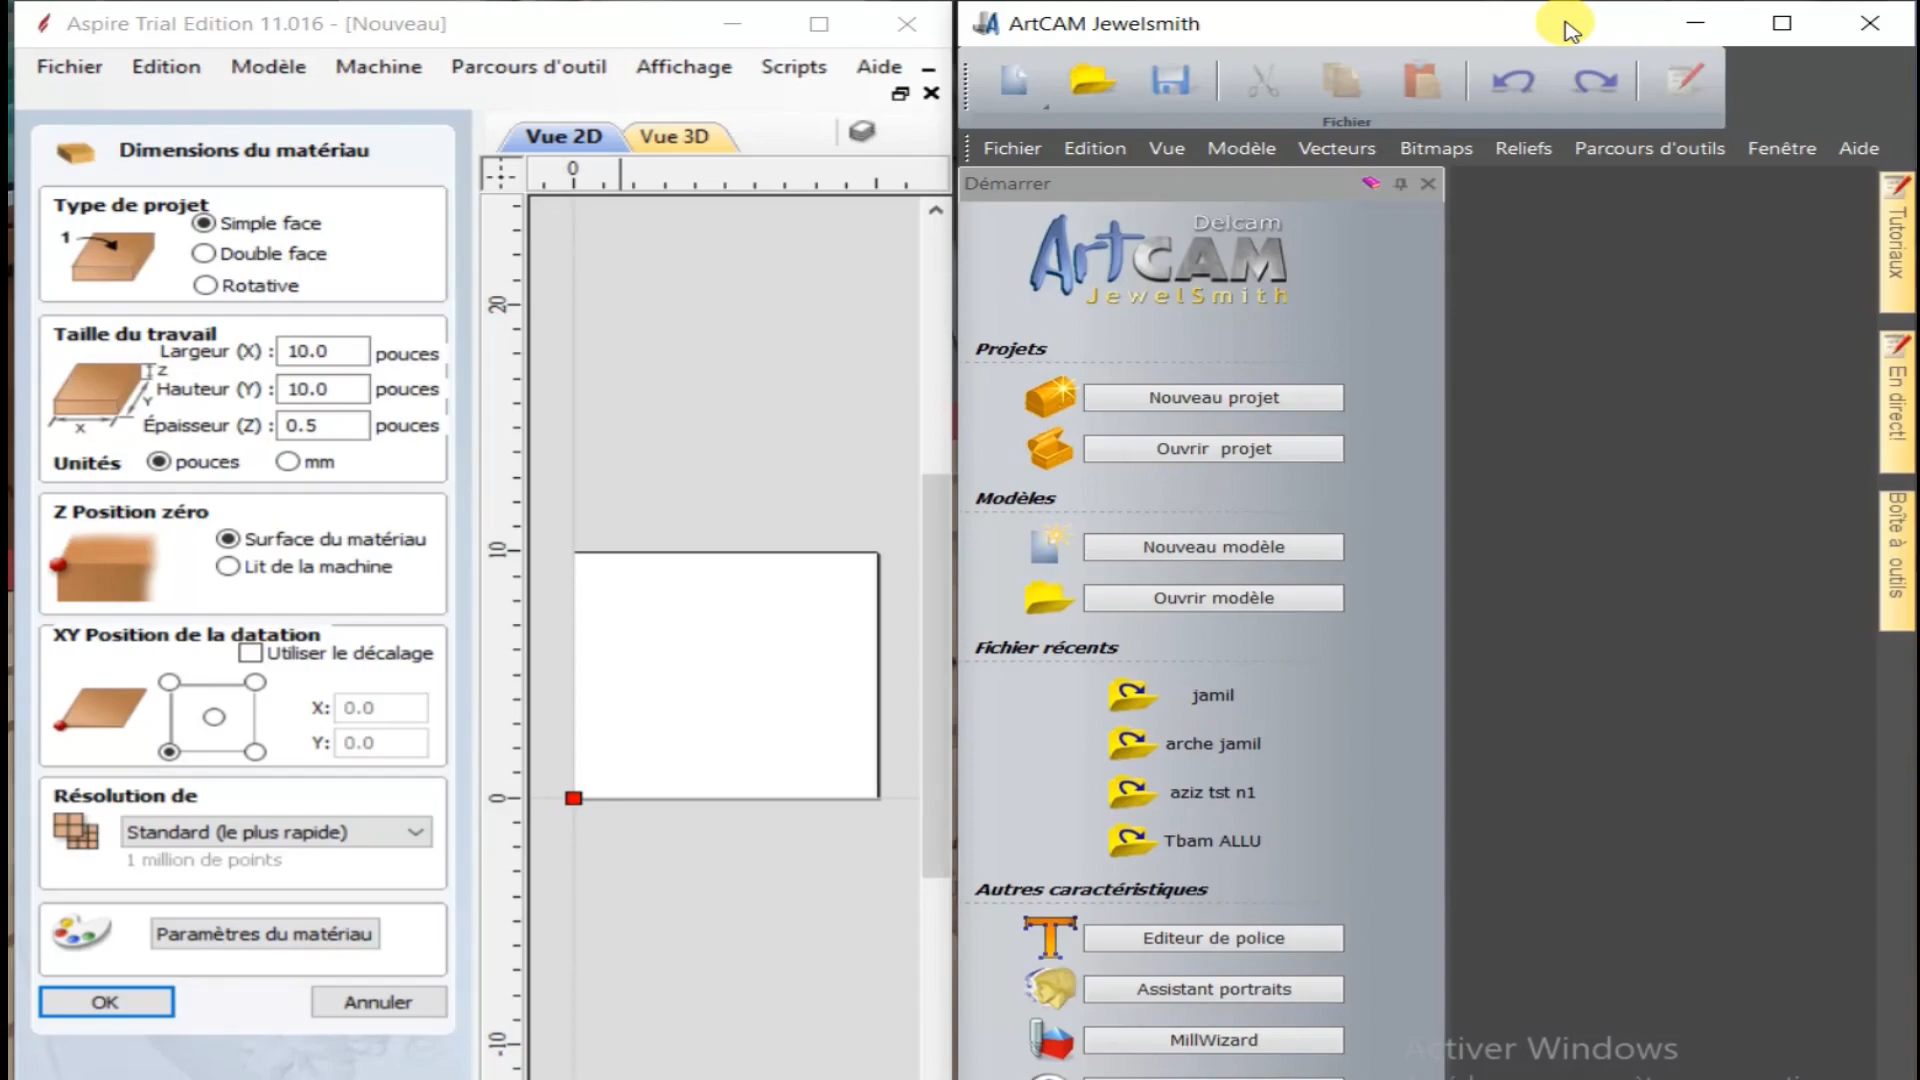 Aspire Trial Edition 11.016 - [Nouveau]
Fichier Edition Modèle Machine Parcours d'outil Affichage Scripts Aide
Dimensions du matériau
Type de projet
1
Simple face
Double face
Rotative
Taille du travail
Largeur (X) : 10.0 pouces
Hauteur (Y) : 10.0 pouces
Épaisseur (Z) : 0.5 pouces
Z
Y
X
Unités pouces mm
Z Position zéro
Surface du matériau
Lit de la machine
XY Position de la datation
Utiliser le décalage
X: 0.0
Y: 0.0
Résolution de
Standard (le plus rapide)
1 million de points
Paramètres du matériau
OK Annuler
Vue 2D Vue 3D
0
20
10
0
-10
ArtCAM Jewelsmith
Fichier
Fichier Edition Vue Modèle Vecteurs Bitmaps Reliefs Parcours d'outils Fenêtre Aide
Démarrer
Delcam
ArtCAM
JewelSmith
Projets
Nouveau projet
Ouvrir projet
Modèles
Nouveau modèle
Ouvrir modèle
Fichier récents
jamil
arche jamil
aziz tst n1
Tbam ALLU
Autres caractéristiques
Editeur de police
Assistant portraits
MillWizard
Tutoriaux
En direct!
Boîte à outils
Activer Windows